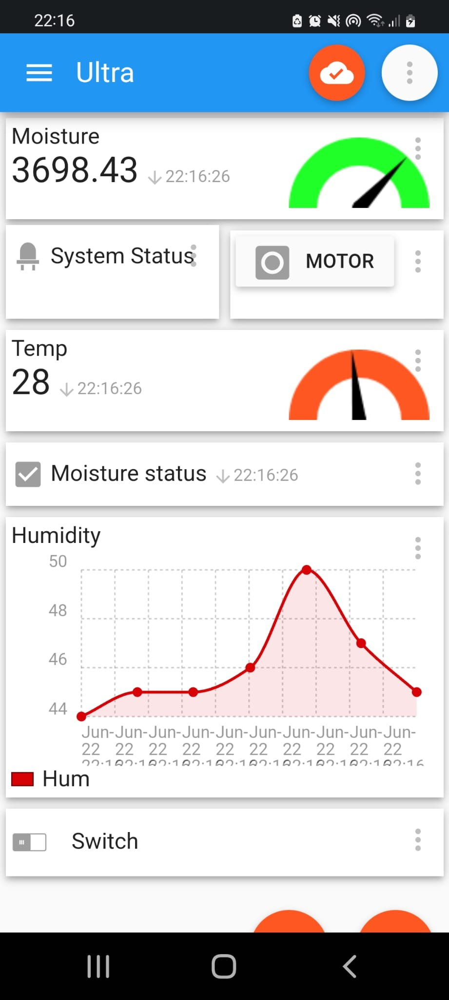 22:16
Ultra
Moisture
3698.43 22:16:26
System Status
MOTOR
Temp
28 22:16:26
Moisture status 22:16:26
Humidity
50
48
46
44
Jun- Jun- Jun- Jun- Jun- Jun- Jun- Jun- Jun- Jun-
22 22 22 22 22 22 22 22 22 22
Hum
Switch